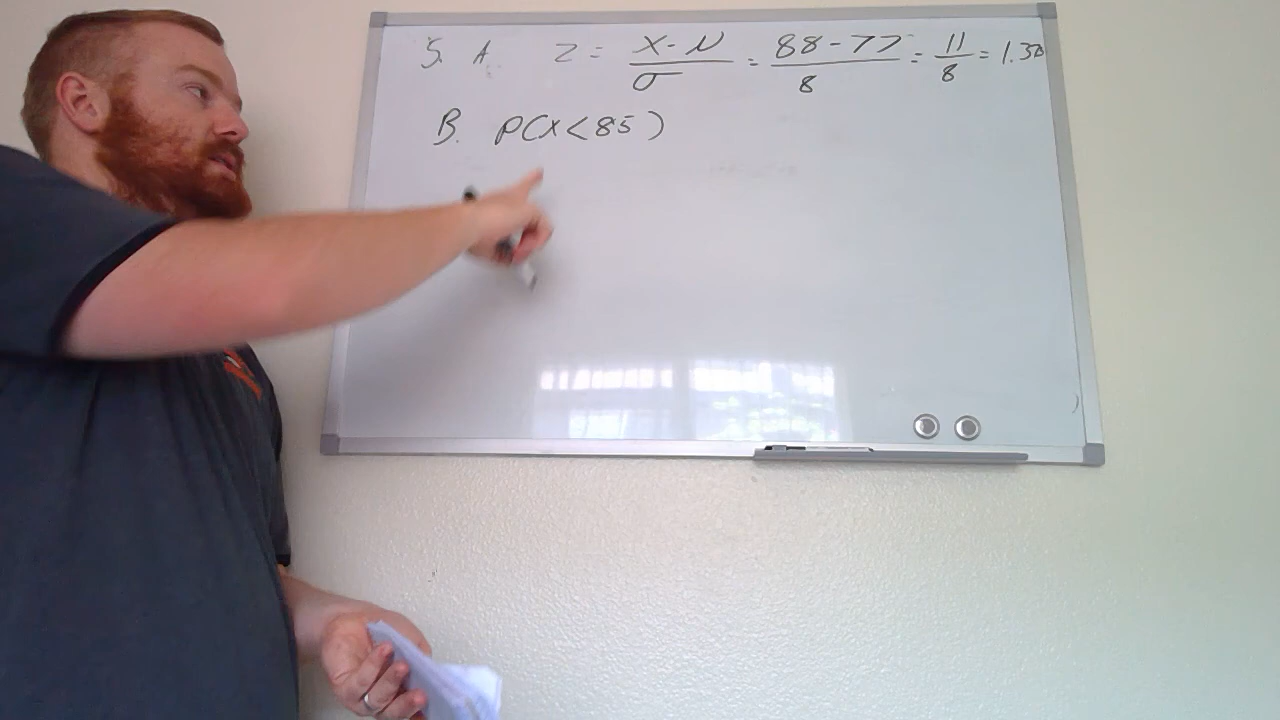 5. A. Z = X-μ / σ = 88-77 / 8 = 11 / 8 = 1.38
B. P(X<85)